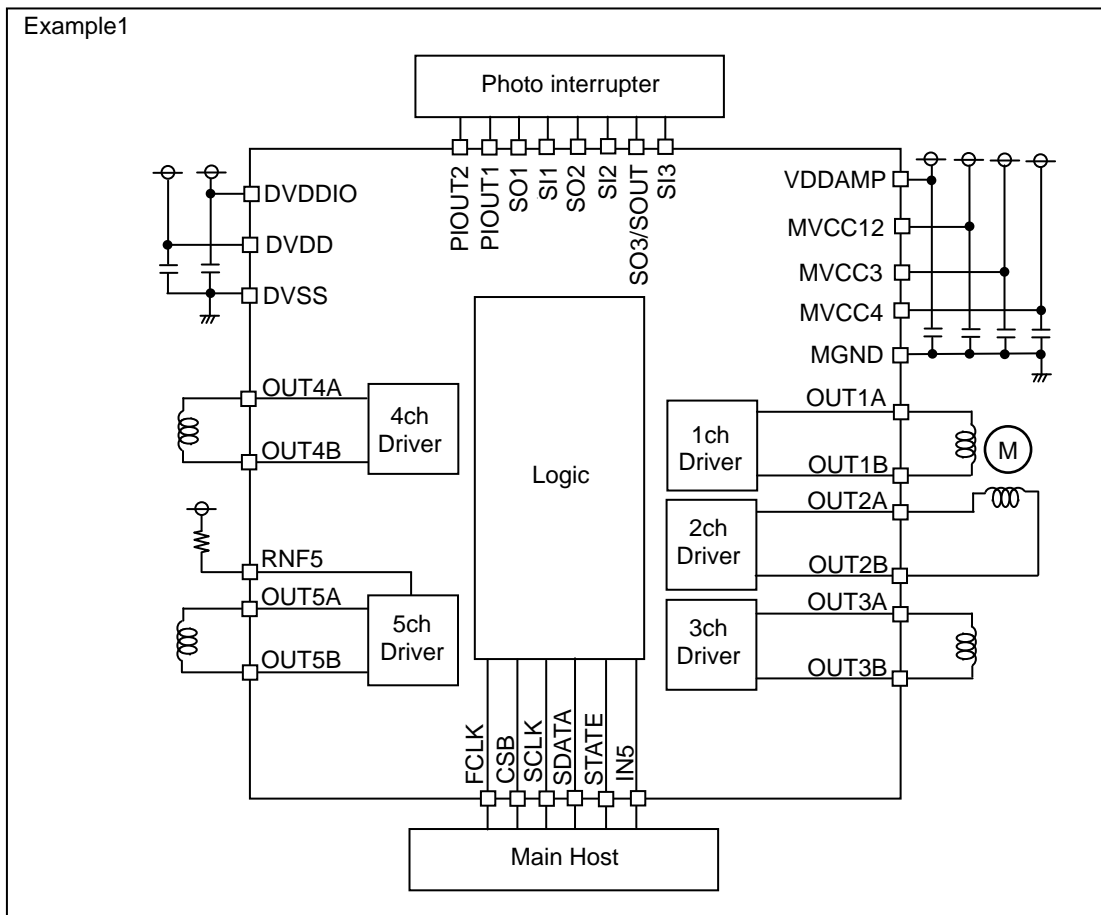 Example1
Photo interrupter
PIOUT2
PIOUT1
SO1
SI1
SO2
SI2
SO3/SOUT
SI3
DVDDIO
DVDD
DVSS
VDDAMP
MVCC12
MVCC3
MVCC4
MGND
OUT4A
4ch
Driver
OUT4B
RNF5
OUT5A
5ch
Driver
OUT5B
Logic
OUT1A
1ch
Driver
OUT1B
M
OUT2A
2ch
Driver
OUT2B
OUT3A
3ch
Driver
OUT3B
FCLK
CSB
SCLK
SDATA
STATE
IN5
Main Host